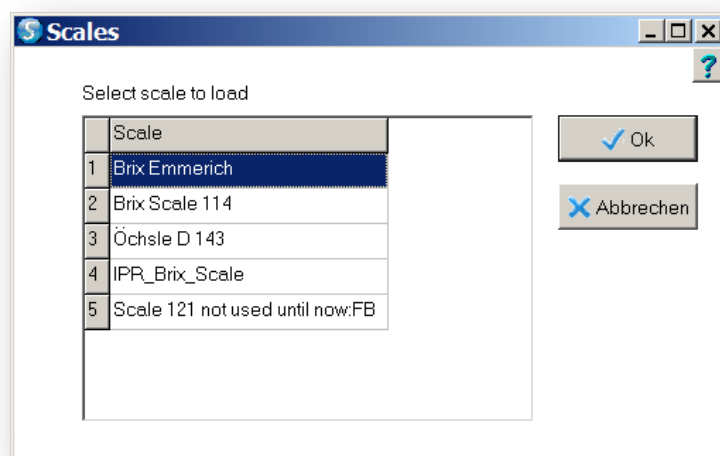 Scales
?
Select scale to load
Scale
1 Brix Emmerich
2 Brix Scale 114
3 Öchsle D 143
4 IPR_Brix_Scale
5 Scale 121 not used until now:FB
Ok
Abbrechen